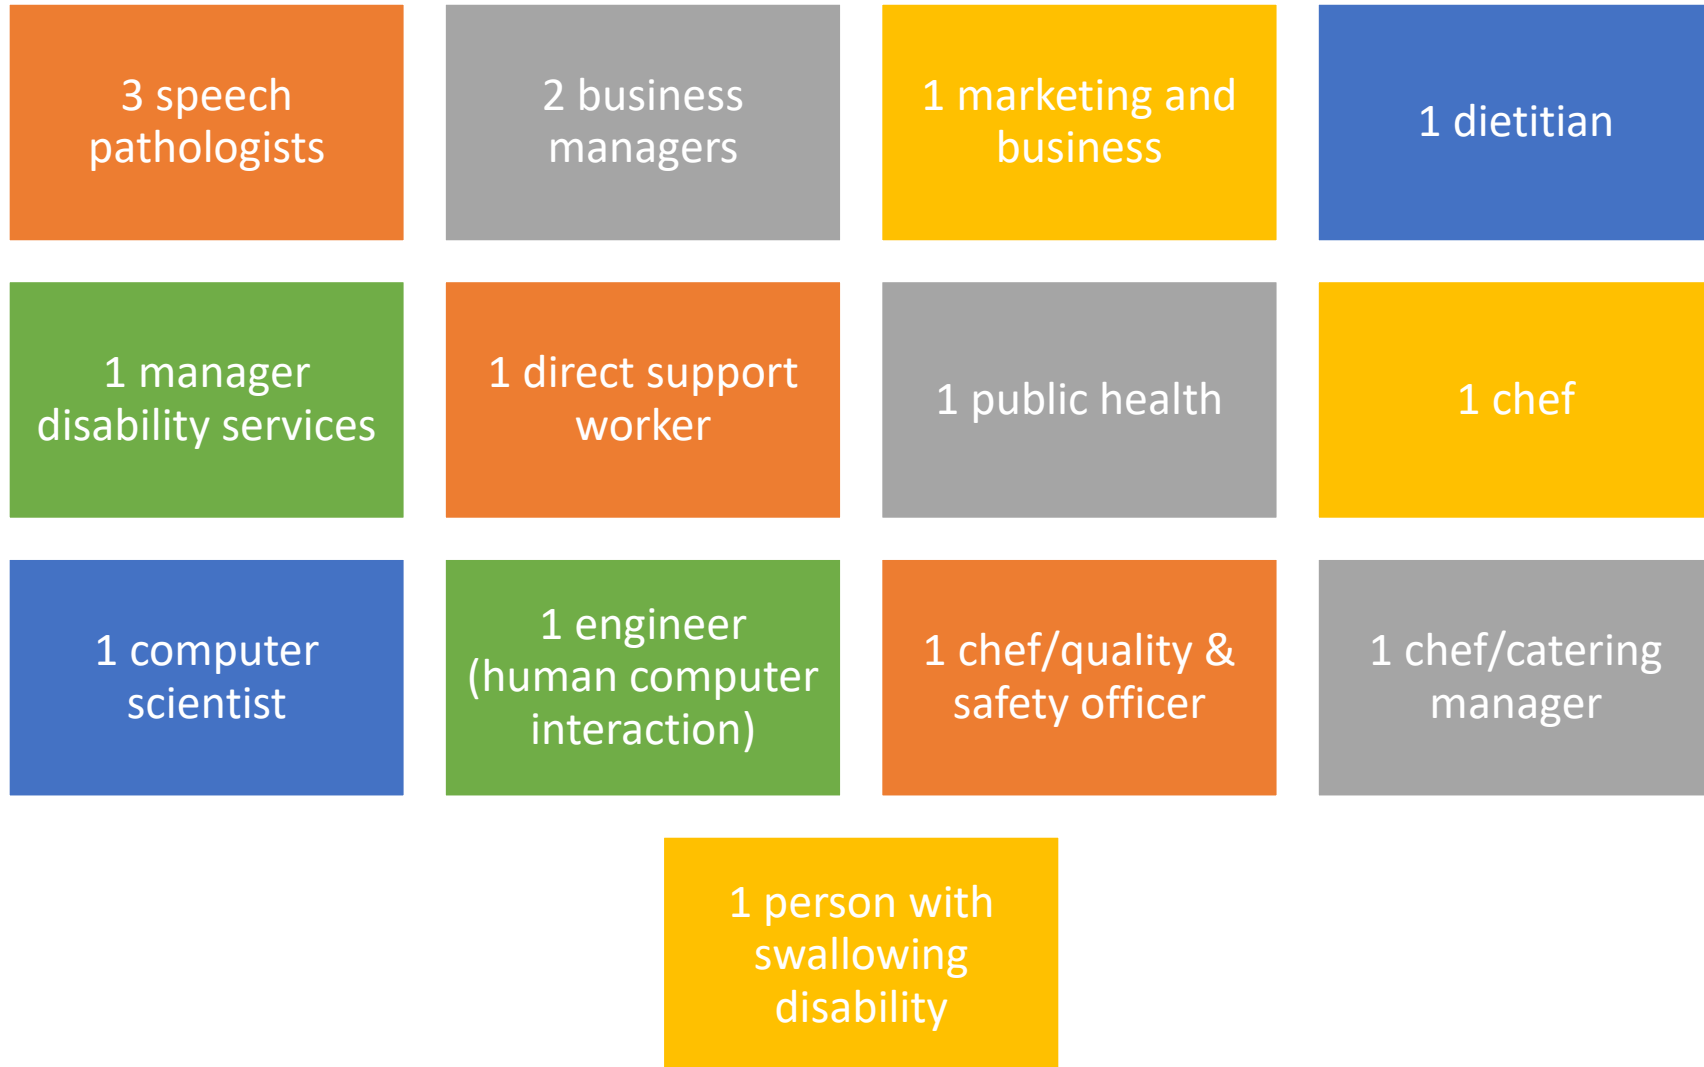 3 speech
pathologists
2 business
managers
1 marketing and
business
1 dietitian
1 manager
disability services
1 direct support
worker
1 public health
1 chef
1 computer
scientist
1 engineer
(human computer
interaction)
1 chef/quality &
safety officer
1 chef/catering
manager
1 person with
swallowing
disability